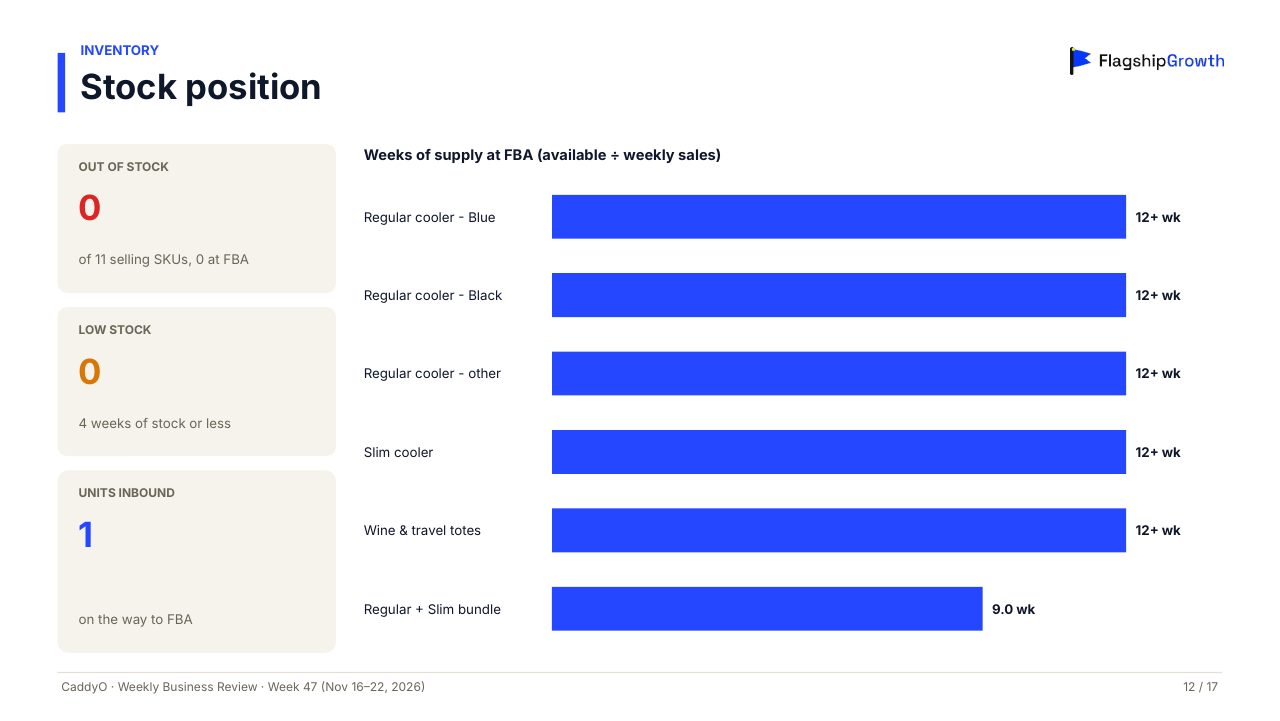 INVENTORY
Stock position
FlagshipGrowth
OUT OF STOCK
0
of 11 selling SKUs, 0 at FBA
LOW STOCK
0
4 weeks of stock or less
UNITS INBOUND
1
on the way to FBA
Weeks of supply at FBA (available ÷ weekly sales)
Regular cooler - Blue 12+ wk
Regular cooler - Black 12+ wk
Regular cooler - other 12+ wk
Slim cooler 12+ wk
Wine & travel totes 12+ wk
Regular + Slim bundle 9.0 wk
CaddyO · Weekly Business Review · Week 47 (Nov 16–22, 2026) 12 / 17